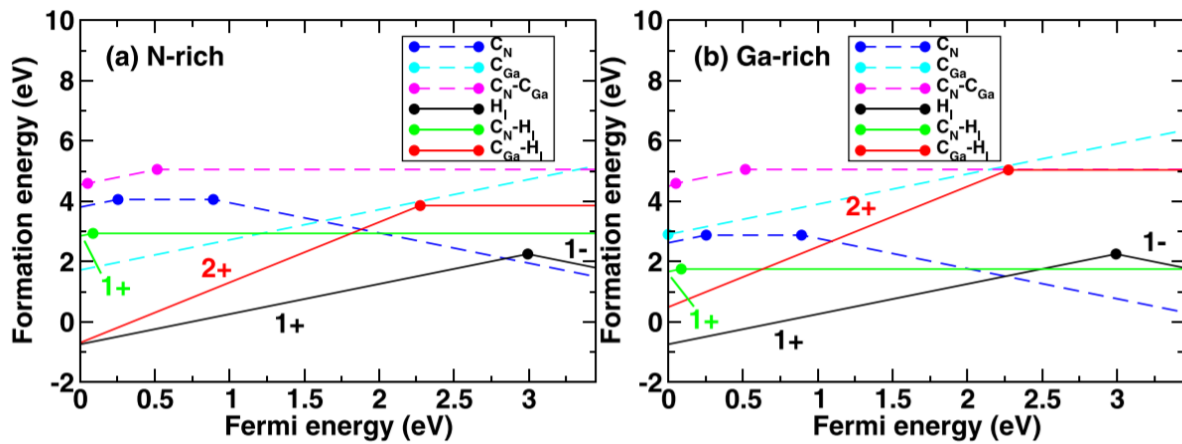 (a) N-rich
C_N
C_Ga
C_N-C_Ga
H_I
C_N-H_I
C_Ga-H_I
10
8
6
4
2
0
-2
Formation energy (eV)
2+
1+
1+
1-
0 0.5 1 1.5 2 2.5 3
Fermi energy (eV)
(b) Ga-rich
C_N
C_Ga
C_N-C_Ga
H_I
C_N-H_I
C_Ga-H_I
10
8
6
4
2
0
-2
Formation energy (eV)
2+
1+
1+
1-
0 0.5 1 1.5 2 2.5 3
Fermi energy (eV)